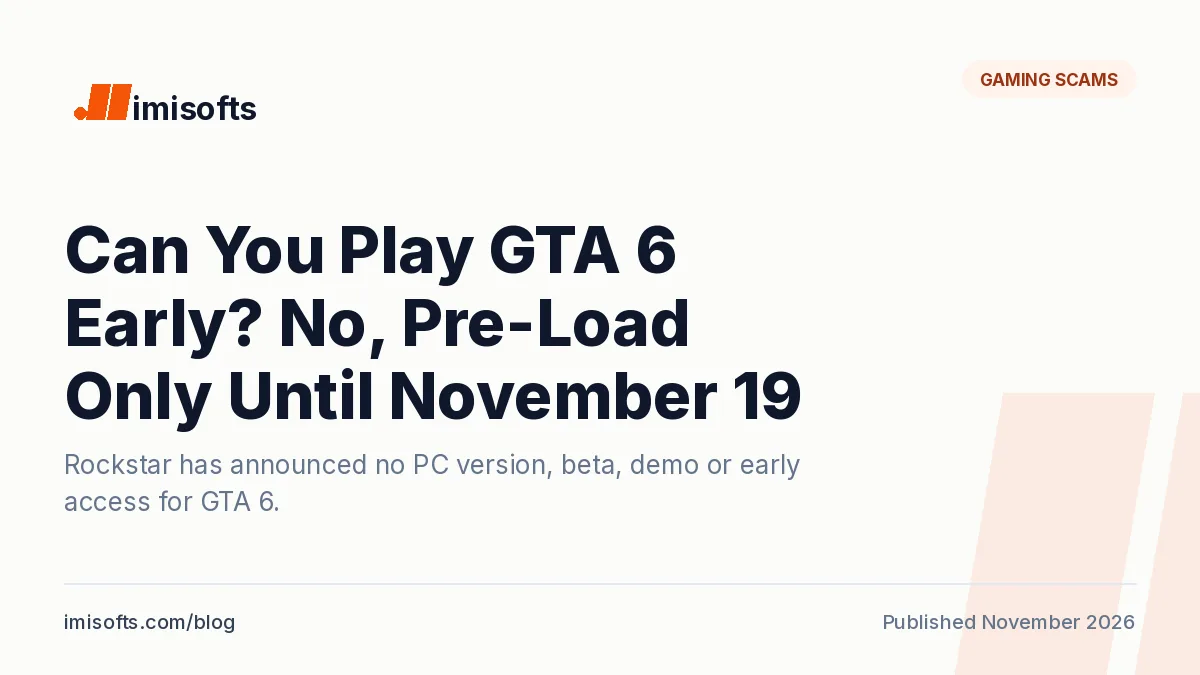 imisofts
GAMING SCAMS
Can You Play GTA 6
Early? No, Pre-Load
Only Until November 19
Rockstar has announced no PC version, beta, demo or early
access for GTA 6.
imisofts.com/blog
Published November 2026